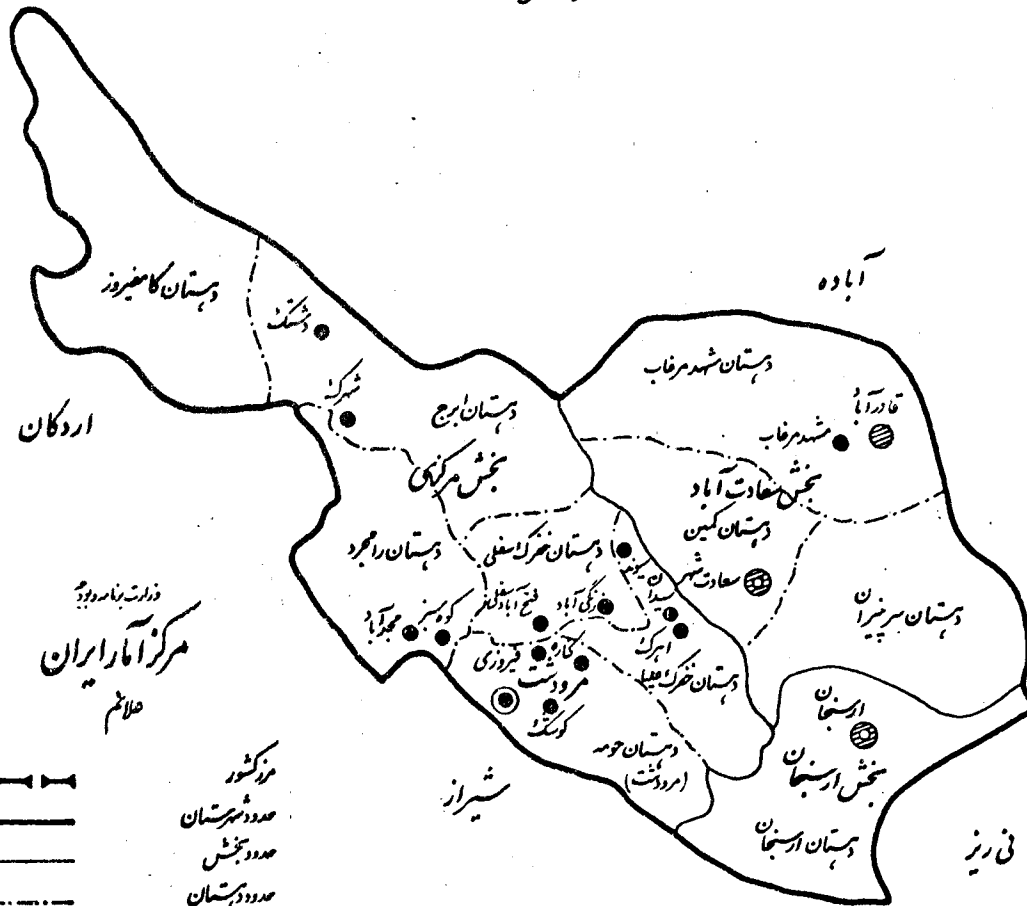 آباده
دهستان کامفیروز
دشتک
دهستان مشهد مرغاب
شهرک
دهستان ابرج
قادرآباد
مشهد مرغاب
اردکان
بخش مرکزی
بخش سعادت آباد
دهستان کمین
دهستان رامجرد
دهستان خفرک سفلی
سیوند
سعادت شهر
دهستان سرپنیران
وزارت برنامه و بودجه
مرکز آمار ایران
علائم
مجدآباد
کوه سبز
فتح آباد سفلی
زنگی آباد
سیدان
اهرک
فیروزی
کناره
مرودشت
کوشک
دهستان خفرک علیا
ارسنجان
دهستان حومه
(مرودشت)
بخش ارسنجان
شیراز
دهستان ارسنجان
نی ریز
مرز کشور
حدود شهرستان
حدود بخش
حدود دهستان